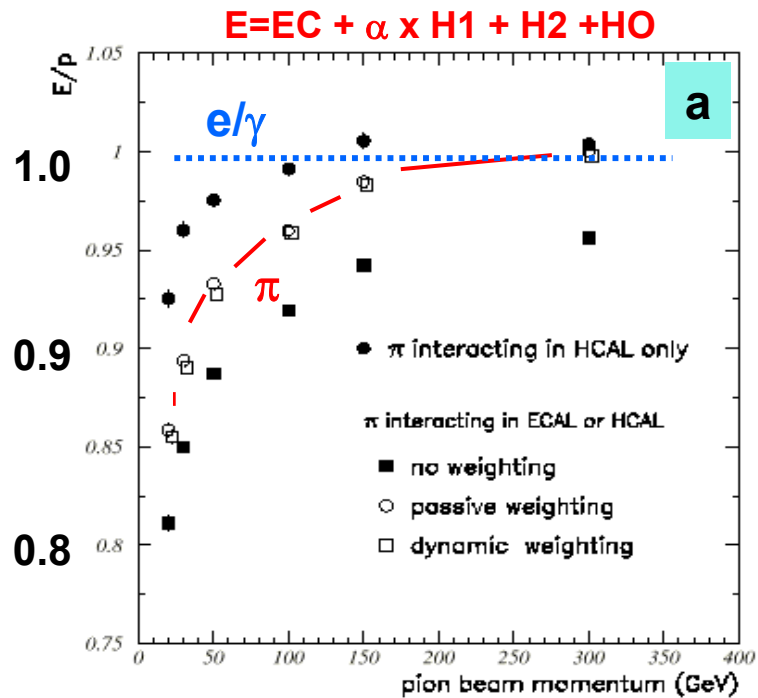 E=EC + α x H1 + H2 +HO
E/p
1.05
a
e/γ
1.0
1
0.95
π
0.9
0.9
π interacting in HCAL only
π interacting in ECAL or HCAL
0.85
no weighting
passive weighting
0.8
0.8
dynamic weighting
0.75
0 50 100 150 200 250 300 350 400
pion beam momentum (GeV)